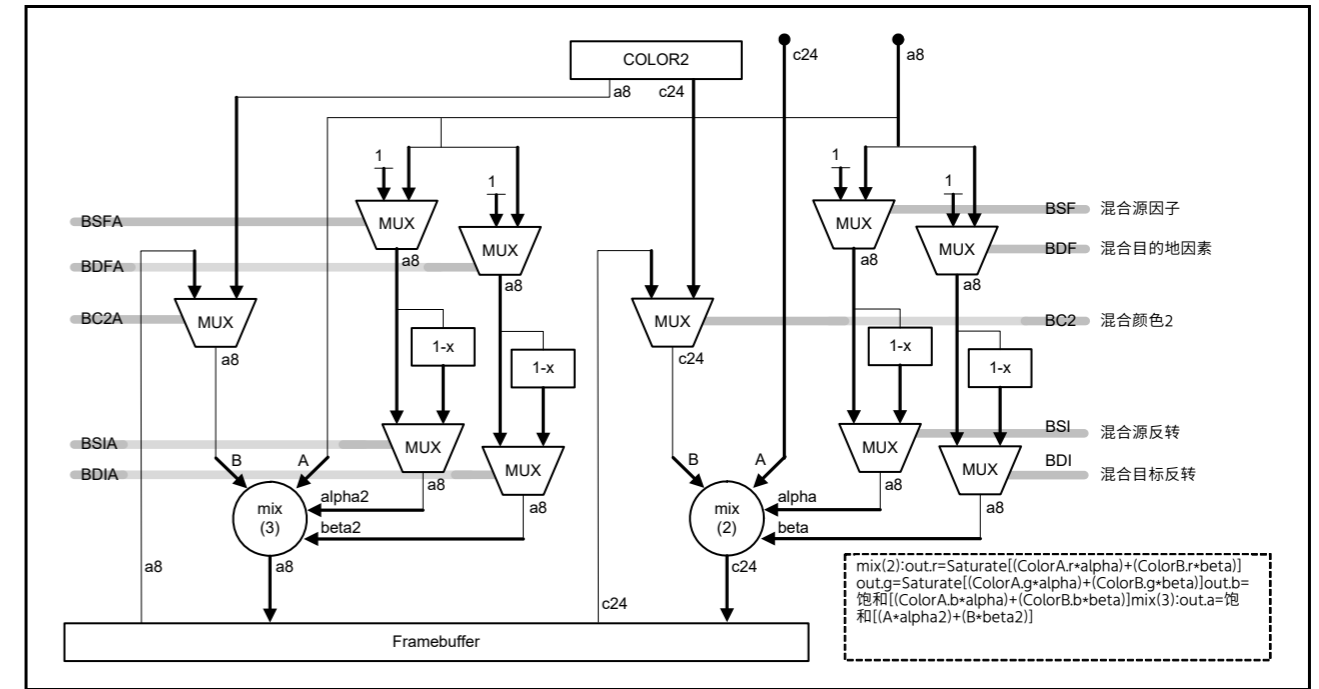 COLOR2
a8
c24
c24
a8
1
1
1
1
MUX
MUX
MUX
MUX
BSFA
BSF
混合源因子
BDFA
BDF
混合目的地因素
a8
a8
a8
a8
BC2A
MUX
MUX
BC2
混合颜色2
a8
c24
1-x
1-x
1-x
1-x
BSIA
MUX
MUX
BSI
混合源反转
BDIA
MUX
MUX
BDI
混合目标反转
B
A
B
A
a8
a8
a8
a8
alpha2
beta2
alpha
beta
mix
(3)
mix
(2)
a8
a8
c24
c24
mix(2):out.r=Saturate[(ColorA.r*alpha)+(ColorB.r*beta)]
out.g=Saturate[(ColorA.g*alpha)+(ColorB.g*beta)]out.b=
饱和[(ColorA.b*alpha)+(ColorB.b*beta)]mix(3):out.a=饱
和[(A*alpha2)+(B*beta2)]
Framebuffer